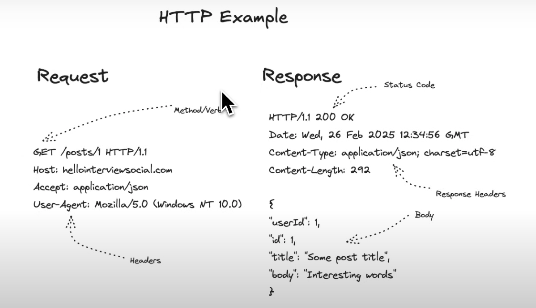 HTTP Example
Request
Method/Verb
GET /posts/1 HTTP/1.1
Host: hellointerviewsocial.com
Accept: application/json
User-Agent: Mozilla/5.0 (Windows NT 10.0)
Headers
Response
Status Code
HTTP/1.1 200 OK
Date: Wed, 26 Feb 2025 12:34:56 GMT
Content-Type: application/json; charset=utf-8
Content-Length: 292
Response Headers
Body
{
"userId": 1,
"id": 1,
"title": "Some post title",
"body": "Interesting words"
}